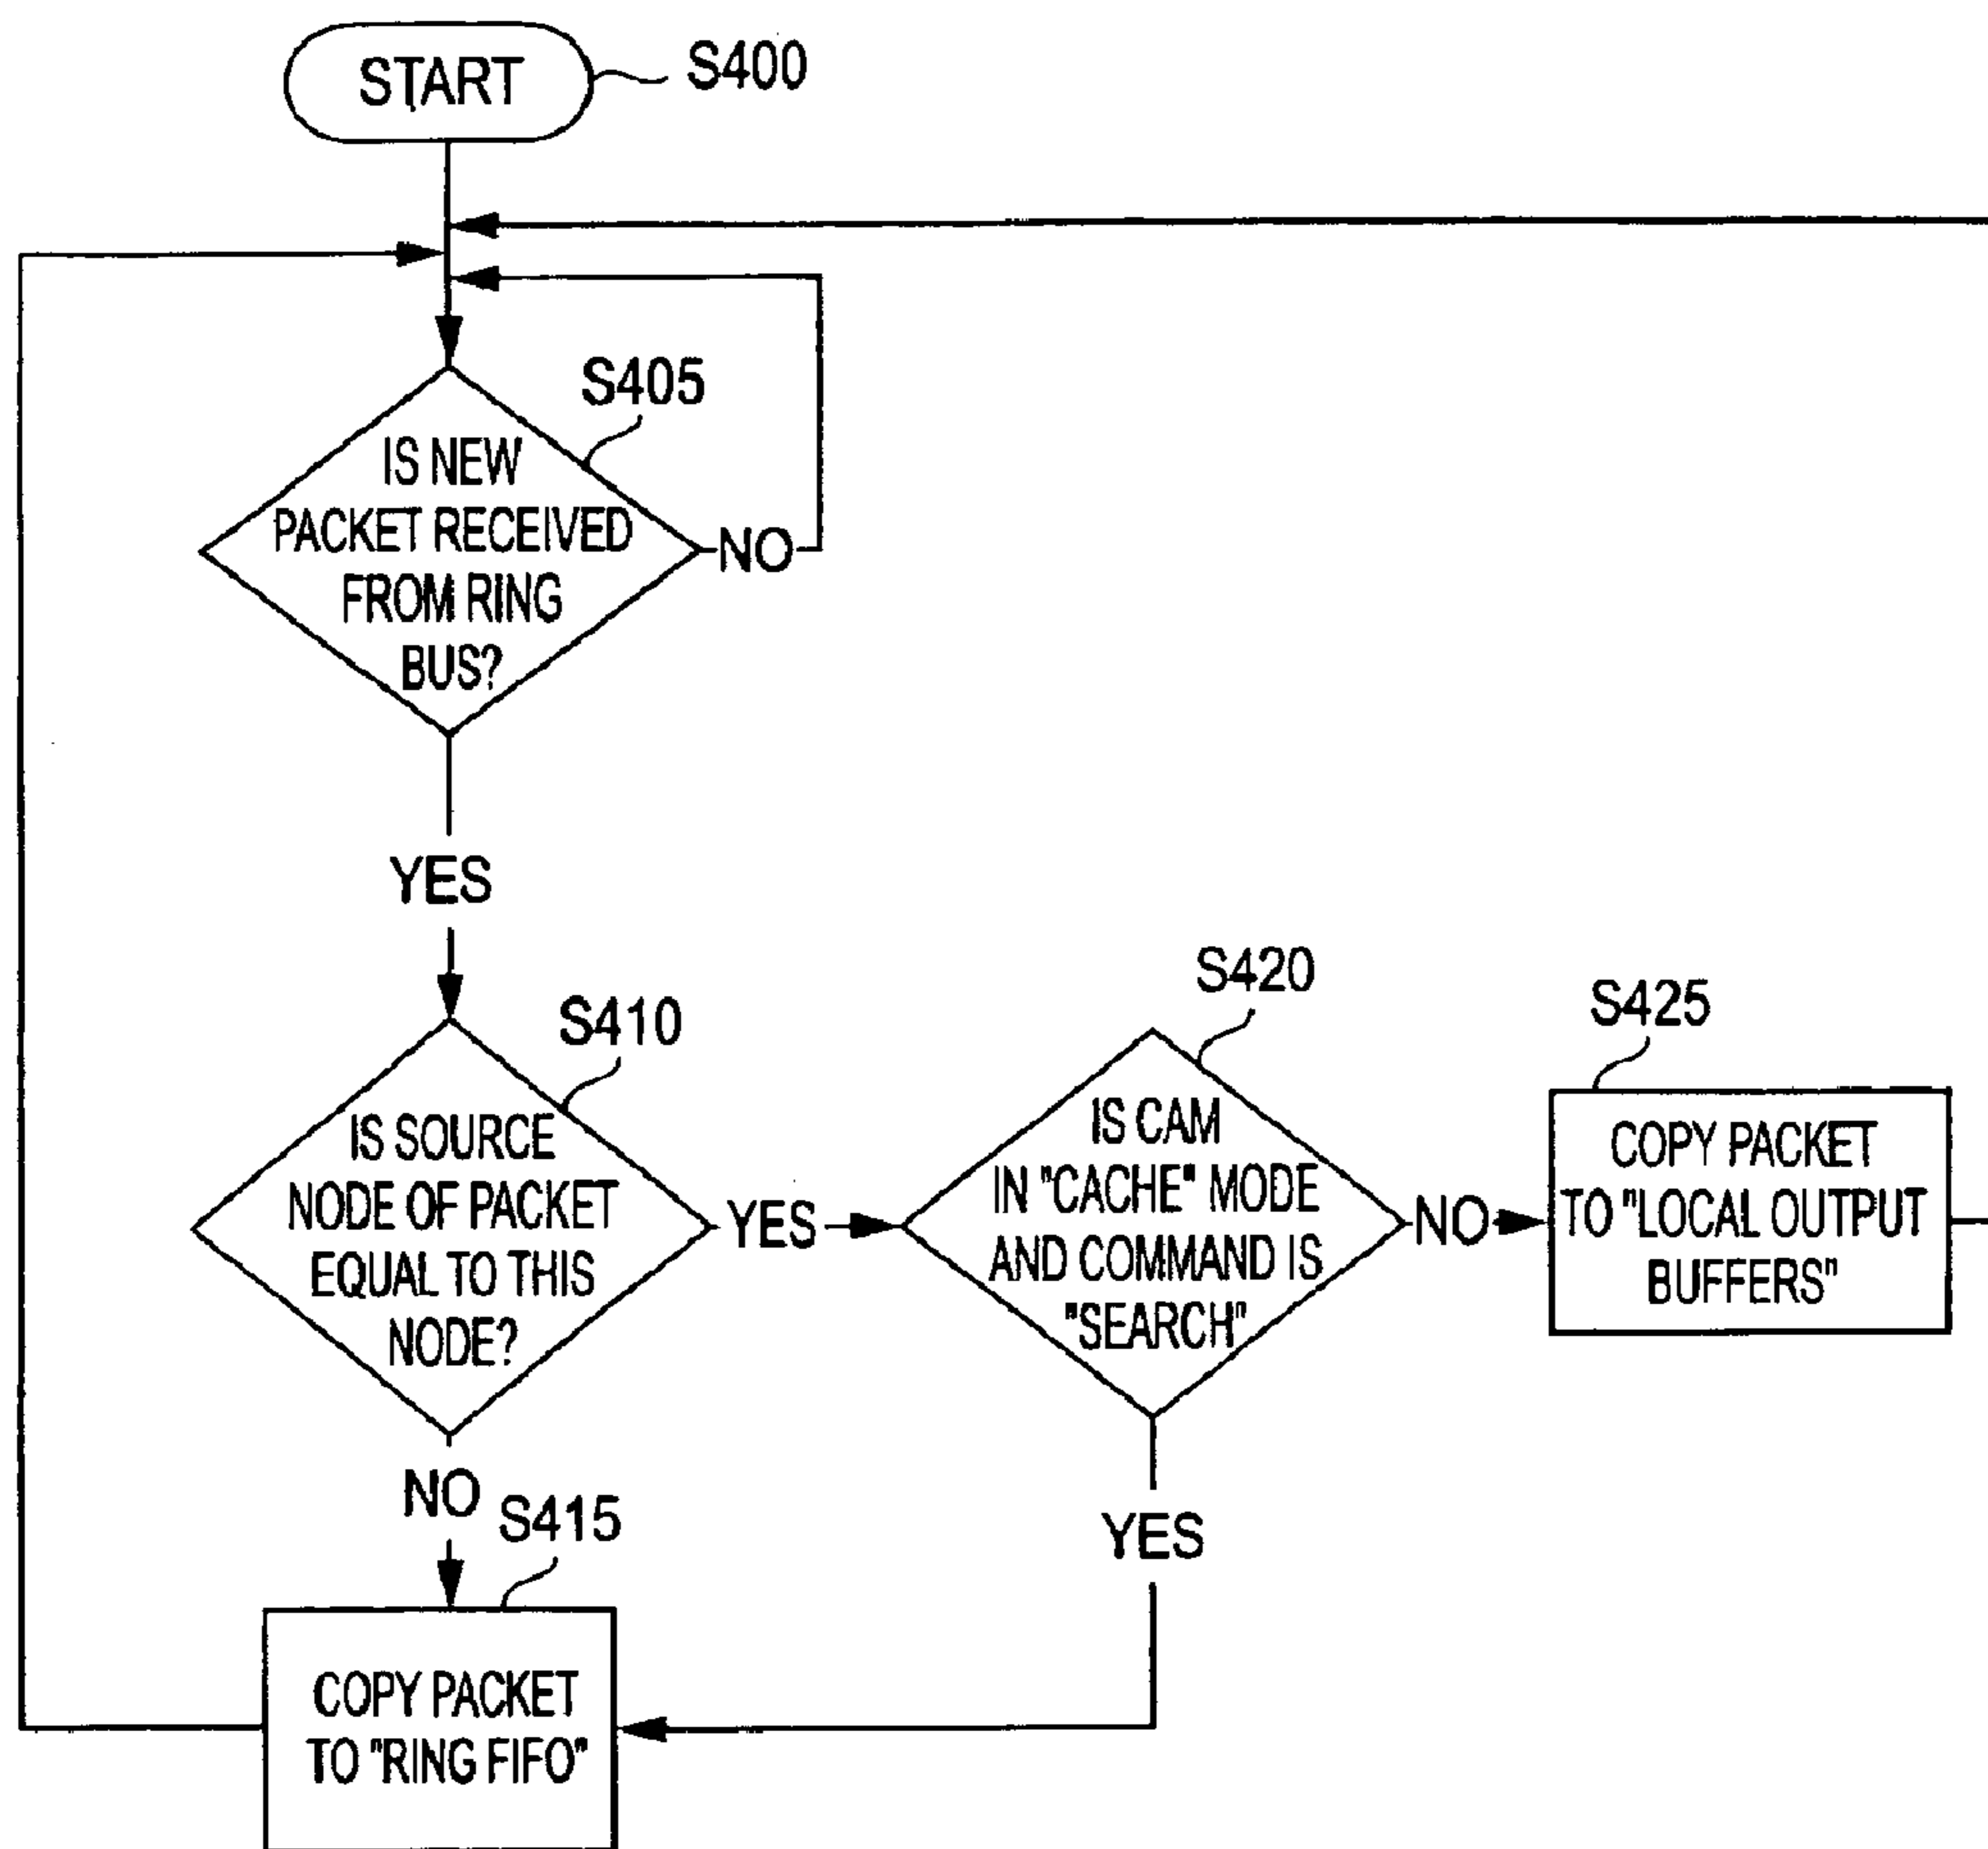 START
S400
S405
IS NEW
PACKET RECEIVED
FROM RING
BUS?
NO
YES
S410
IS SOURCE
NODE OF PACKET
EQUAL TO THIS
NODE?
YES
S420
IS CAM
IN "CACHE" MODE
AND COMMAND IS
"SEARCH"
NO
S425
COPY PACKET
TO "LOCAL OUTPUT
BUFFERS"
NO
S415
YES
COPY PACKET
TO "RING FIFO"